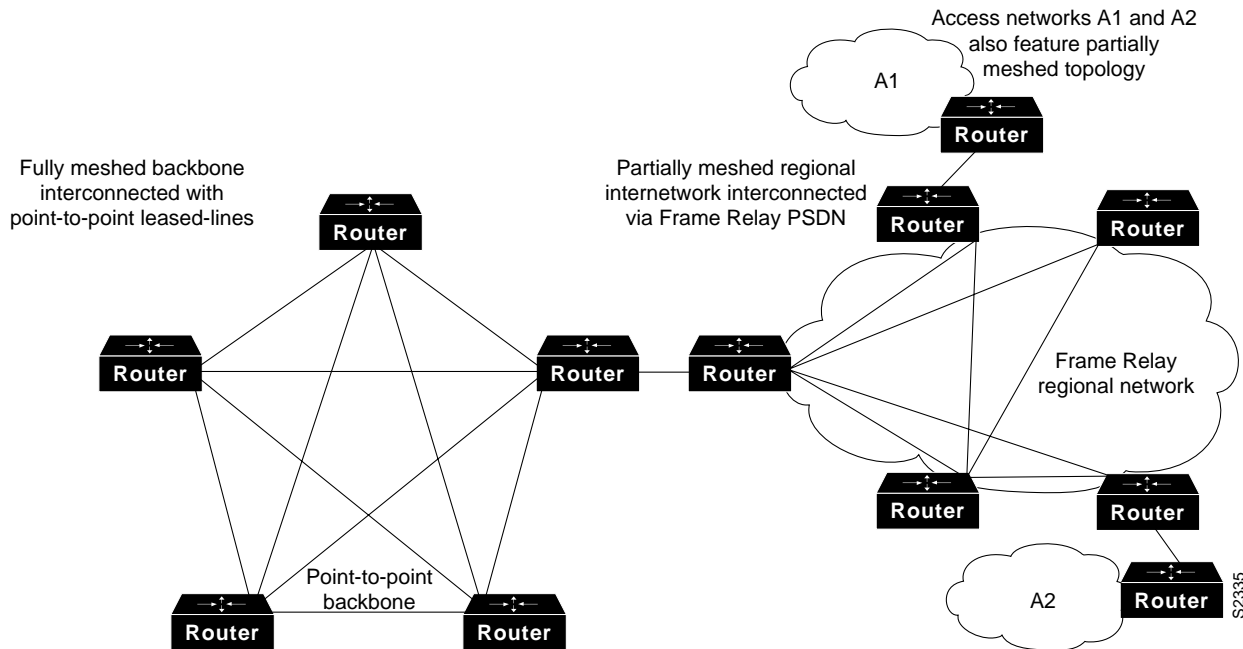 Access networks A1 and A2
also feature partially
meshed topology
A1
Router
Fully meshed backbone
interconnected with
point-to-point leased-lines
Partially meshed regional
internetwork interconnected
via Frame Relay PSDN
Router
Router
Router
Router
Router
Router
Frame Relay
regional network
Router
Router
Point-to-point
backbone
Router
Router
A2
Router
S2335